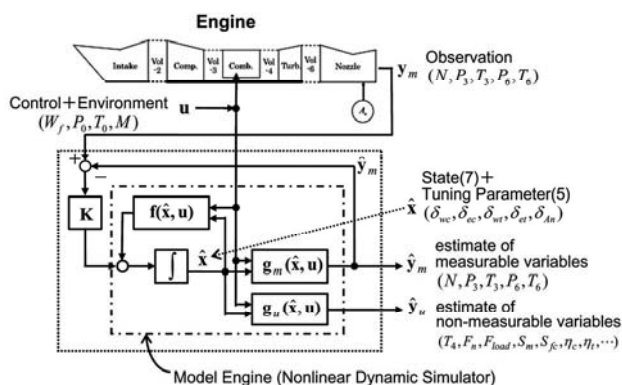 Engine
Intake
Vol -2
Comp.
Vol -3
Comb.
Vol -4
Turb.
Vol -6
Nozzle
y_m
Observation
(N, P_3, T_3, P_6, T_6)
Control+Environment
(W_f, P_0, T_0, M)
u
+
−
ŷ_m
K
f(x̂, u)
State(7)+
Tuning Parameter(5)
x̂ (δ_wc, δ_ec, δ_wt, δ_et, δ_An)
∫
x̂
g_m(x̂, u)
ŷ_m
estimate of
measurable variables
(N, P_3, T_3, P_6, T_6)
g_u(x̂, u)
ŷ_u
estimate of
non-measurable variables
(T_4, F_n, F_load, S_m, S_fc, η_c, η_t, ⋯)
Model Engine (Nonlinear Dynamic Simulator)